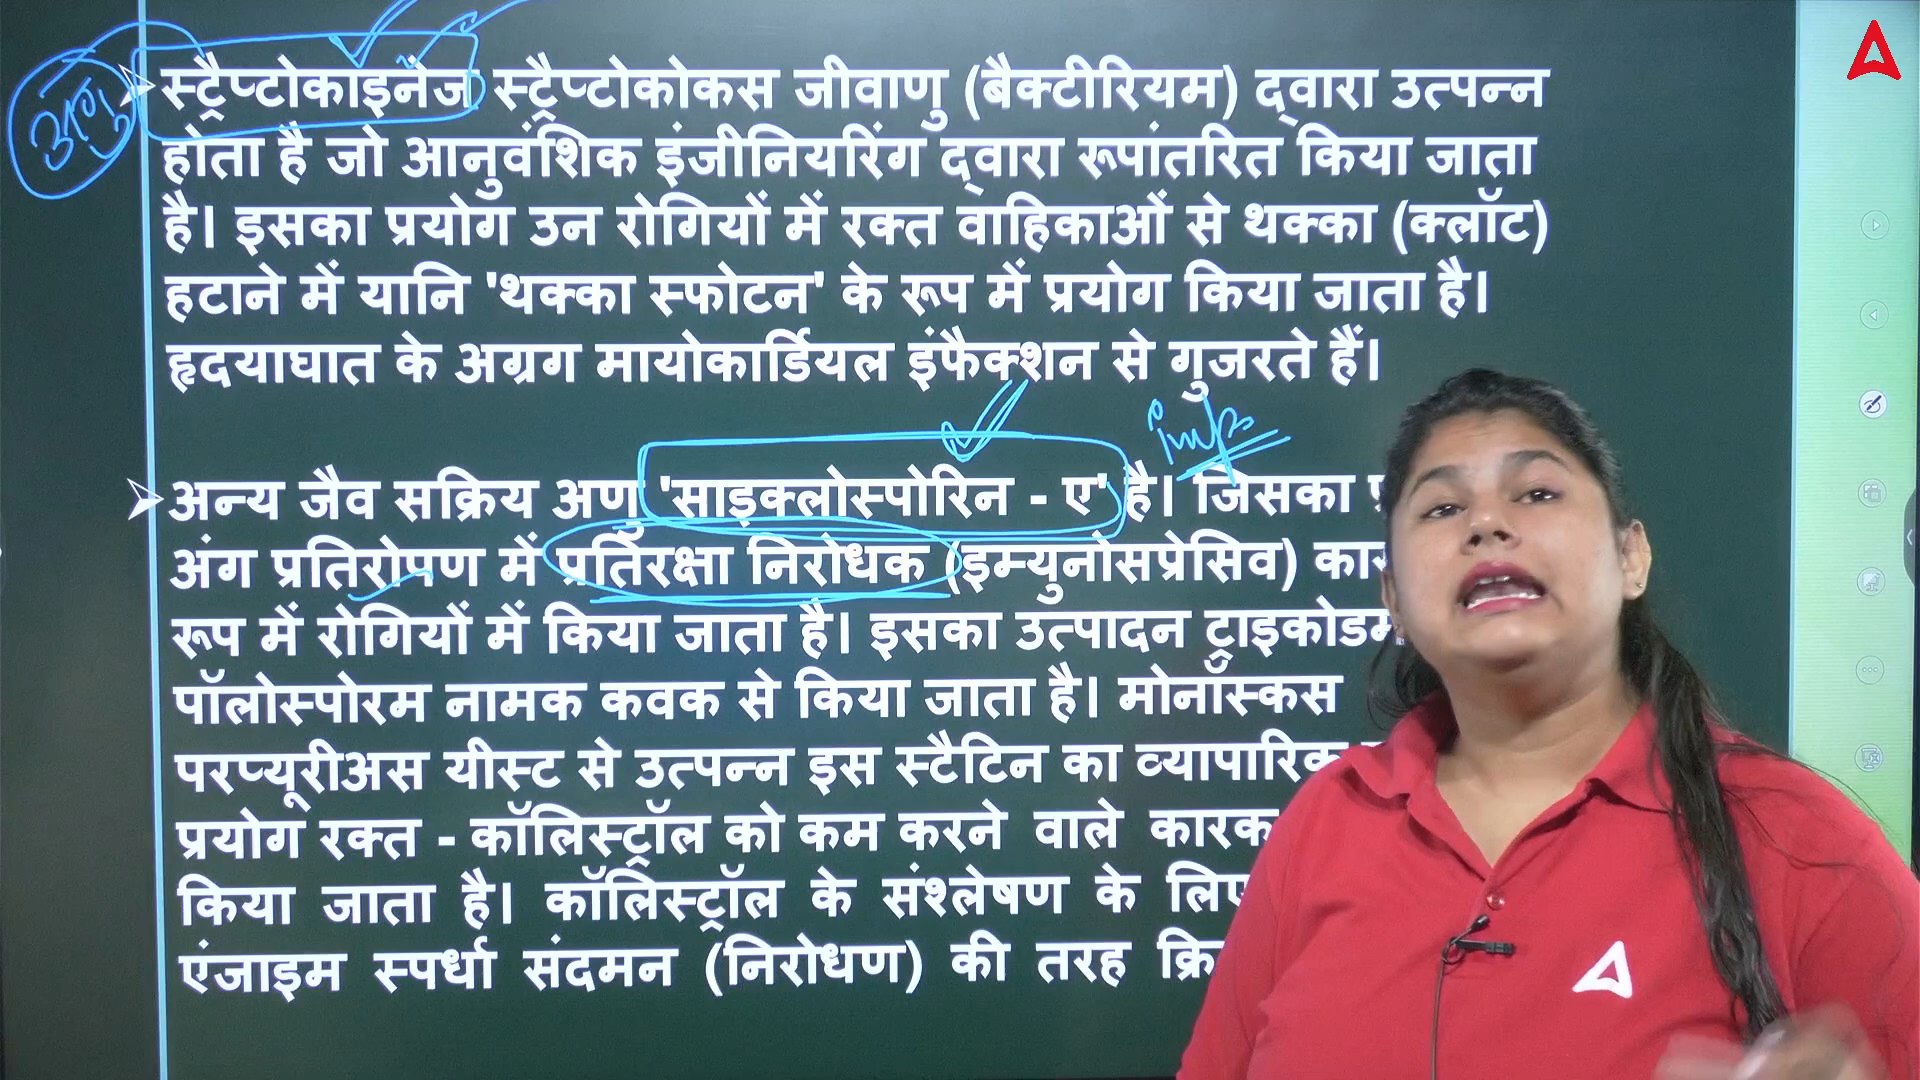 अणु
स्ट्रैप्टोकाइनेज स्ट्रैप्टोकोकस जीवाणु (बैक्टीरियम) द्वारा उत्पन्न
होता है जो आनुवंशिक इंजीनियरिंग द्वारा रूपांतरित किया जाता
है। इसका प्रयोग उन रोगियों में रक्त वाहिकाओं से थक्का (क्लॉट)
हटाने में यानि 'थक्का स्फोटन' के रूप में प्रयोग किया जाता है।
हृदयाघात के अग्रग मायोकार्डियल इंफैक्शन से गुजरते हैं।
imp
अन्य जैव सक्रिय अणु 'साइक्लोस्पोरिन - ए' है। जिसका
अंग प्रतिरोपण में प्रतिरक्षा निरोधक (इम्युनोसप्रेसिव)
रूप में रोगियों में किया जाता है। इसका उत्पादन
पॉलोस्पोरम नामक कवक से किया जाता है। मोनॉस्कस
परप्यूरीअस यीस्ट से उत्पन्न इस स्टैटिन का व्यापारिक
प्रयोग रक्त - कॉलिस्ट्रॉल को कम करने वाले कारक
किया जाता है। कॉलिस्ट्रॉल के संश्लेषण के लिए
एंजाइम स्पर्धा संदमन (निरोधण) की तरह